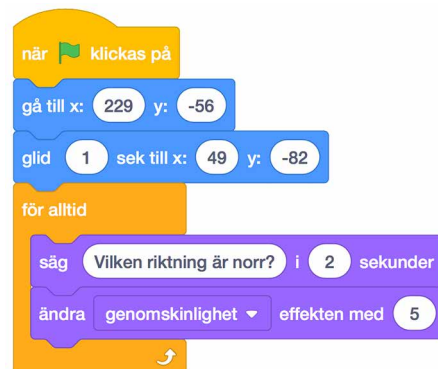 när klickas på
gå till x: 229 y: -56
glid 1 sek till x: 49 y: -82
för alltid
säg Vilken riktning är norr? i 2 sekunder
ändra genomskinlighet effekten med 5